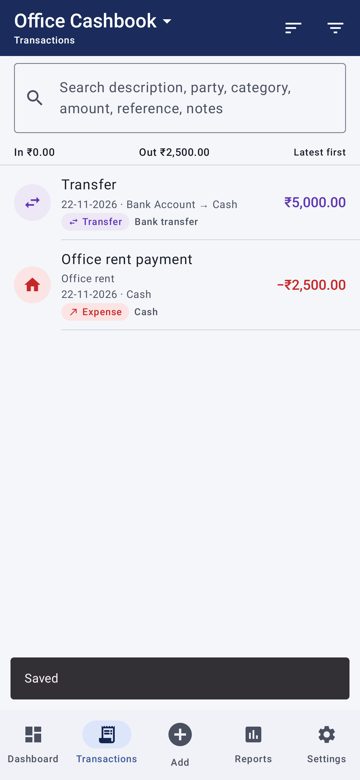 Office Cashbook
Transactions
Search description, party, category,
amount, reference, notes
In ₹0.00 Out ₹2,500.00 Latest first
Transfer
22-11-2026 · Bank Account → Cash
₹5,000.00
Transfer Bank transfer
Office rent payment
Office rent
22-11-2026 · Cash
−₹2,500.00
Expense Cash
Saved
Dashboard Transactions Add Reports Settings